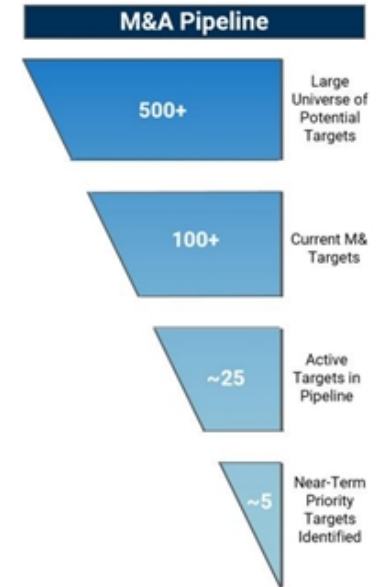 M&A Pipeline
500+
Large
Universe of
Potential
Targets
100+
Current M&
Targets
~25
Active
Targets in
Pipeline
~5
Near-Term
Priority
Targets
Identified